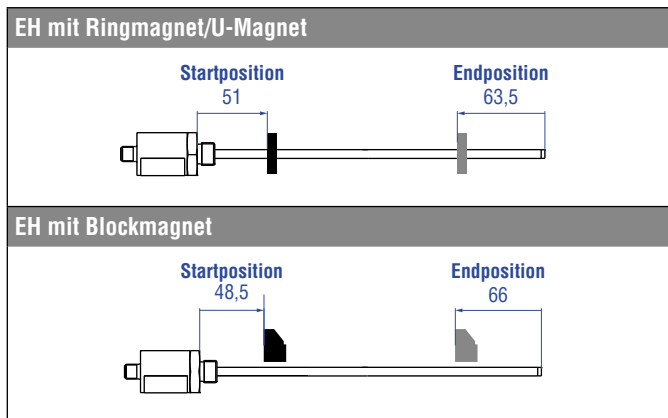 EH mit Ringmagnet/U-Magnet
Startposition Endposition
51 63,5
EH mit Blockmagnet
Startposition Endposition
48,5 66